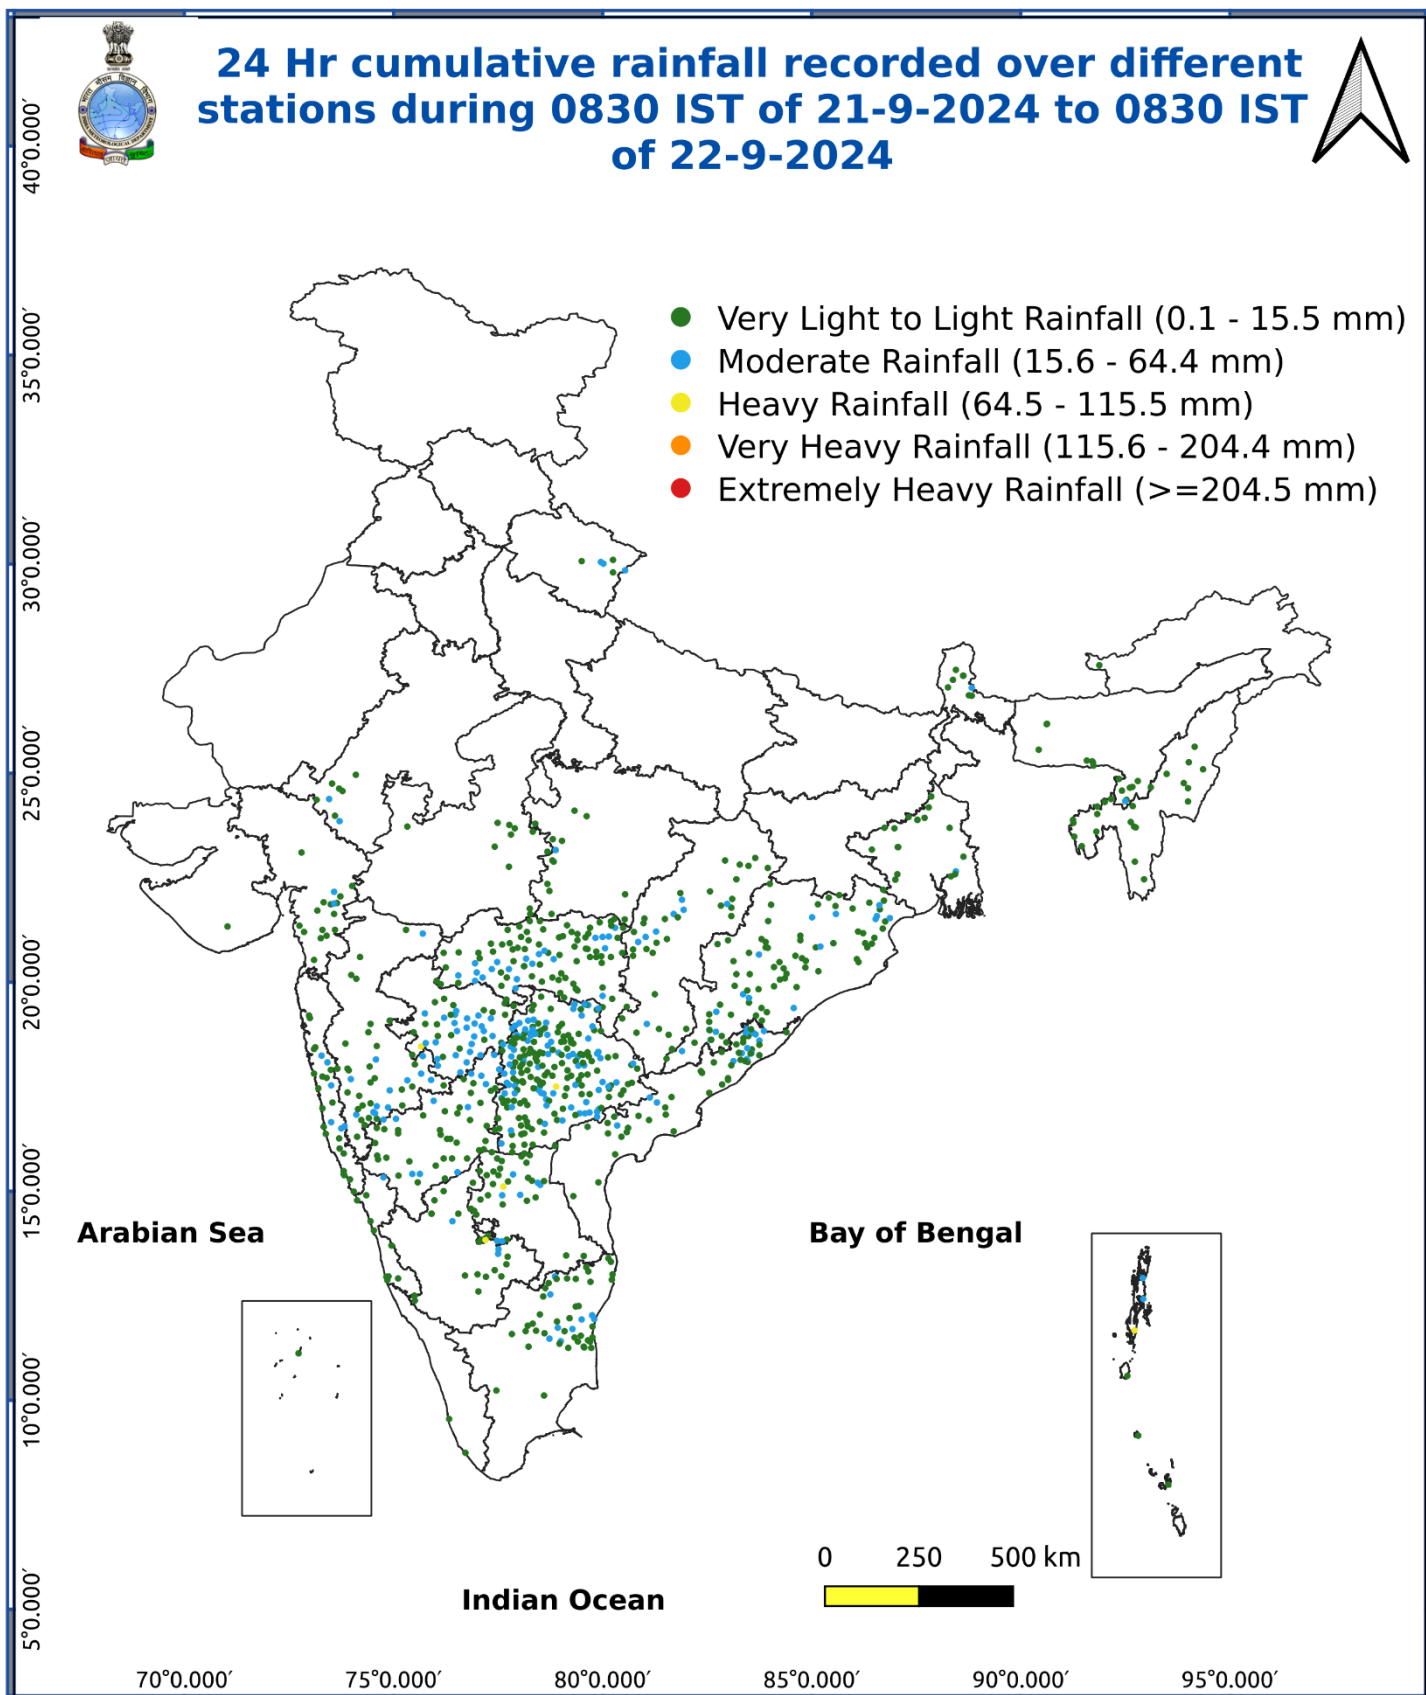 24 Hr cumulative rainfall recorded over different
stations during 0830 IST of 21-9-2024 to 0830 IST
of 22-9-2024
Very Light to Light Rainfall (0.1 - 15.5 mm)
Moderate Rainfall (15.6 - 64.4 mm)
Heavy Rainfall (64.5 - 115.5 mm)
Very Heavy Rainfall (115.6 - 204.4 mm)
Extremely Heavy Rainfall (>=204.5 mm)
40°0.000′
35°0.000′
30°0.000′
25°0.000′
20°0.000′
15°0.000′
10°0.000′
5°0.000′
Arabian Sea
Bay of Bengal
Indian Ocean
0 250 500 km
70°0.000′ 75°0.000′ 80°0.000′ 85°0.000′ 90°0.000′ 95°0.000′